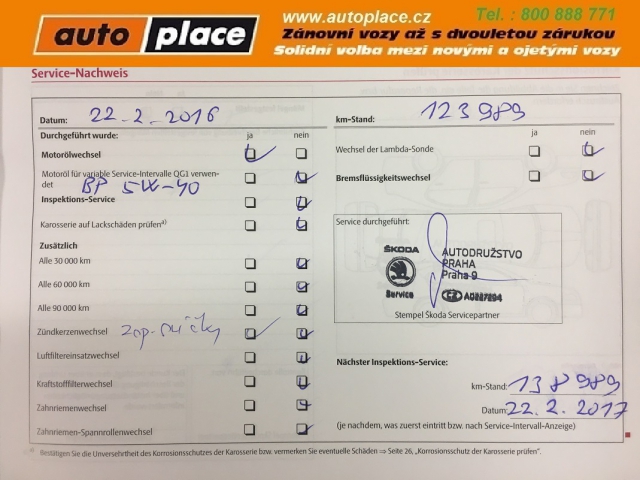 www.autoplace.cz
Tel. : 800 888 771
auto place
Zánovní vozy až s dvouletou zárukou
Solidní volba mezi novými a ojetými vozy
Service-Nachweis
Datum: 22-2-2016
km-Stand: 123 989
Durchgeführt wurde: ja nein
ja nein
Motorölwechsel
Wechsel der Lambda-Sonde
Motoröl für variable Service-Intervalle QG1 verwen-
det BP 5W-40
Bremsflüssigkeitswechsel
Inspektions-Service
Karosserie auf Lackschäden prüfen⁴⁾
Service durchgeführt:
Zusätzlich
ŠKODA
Service
AUTODRUŽSTVO
PRAHA
Praha 9
Alle 30 000 km
Alle 60 000 km
Alle 90 000 km
Stempel Škoda Servicepartner
Zündkerzenwechsel zap. svíčky
Luftfiltereinsatzwechsel
Nächster Inspektions-Service:
Kraftstofffilterwechsel
km-Stand: 138 989
Zahnriemenwechsel
Datum: 22.2.2017
Zahnriemen-Spannrollenwechsel
(je nachdem, was zuerst eintritt bzw. nach Service-Intervall-Anzeige)
⁴⁾ Bestätigen Sie die Unversehrtheit des Korrosionsschutzes der Karosserie bzw. vermerken Sie eventuelle Schäden ⇒ Seite 26, „Korrosionsschutz der Karosserie prüfen".